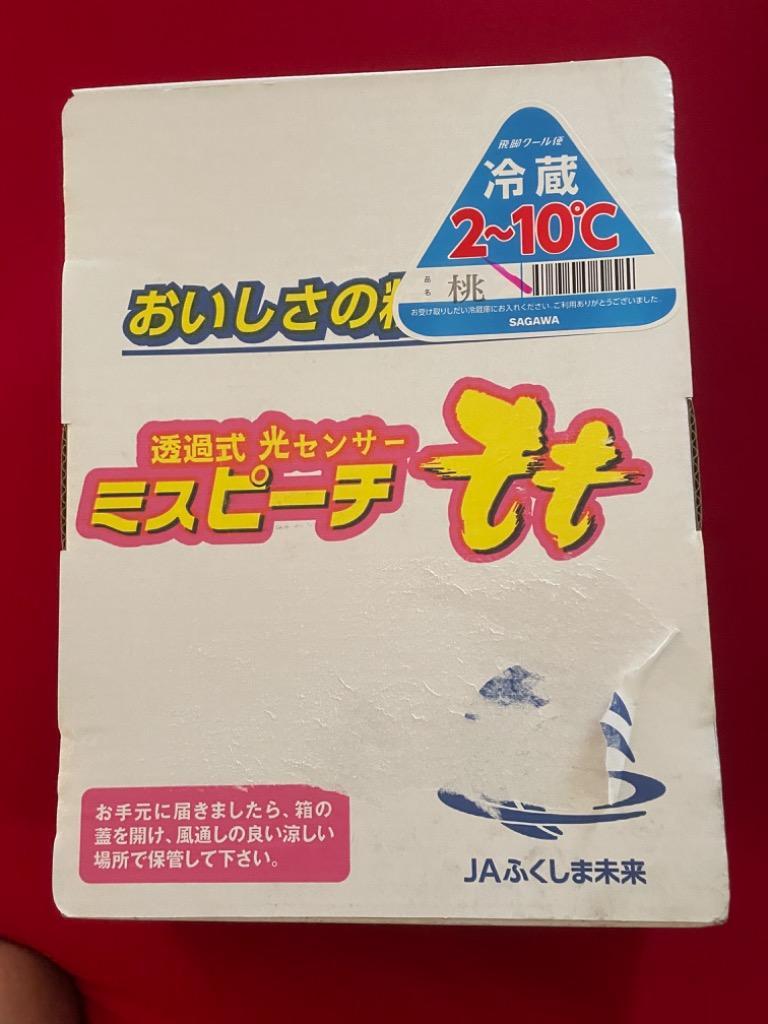 飛脚クール便
冷蔵
2~10℃
品名 桃
お受け取りしだい冷蔵庫にお入れください。ご利用ありがとうございました。
SAGAWA
おいしさの
透過式 光センサー
ミスピーチ
もも
お手元に届きましたら、箱の
蓋を開け、風通しの良い涼しい
場所で保管して下さい。
JAふくしま未来